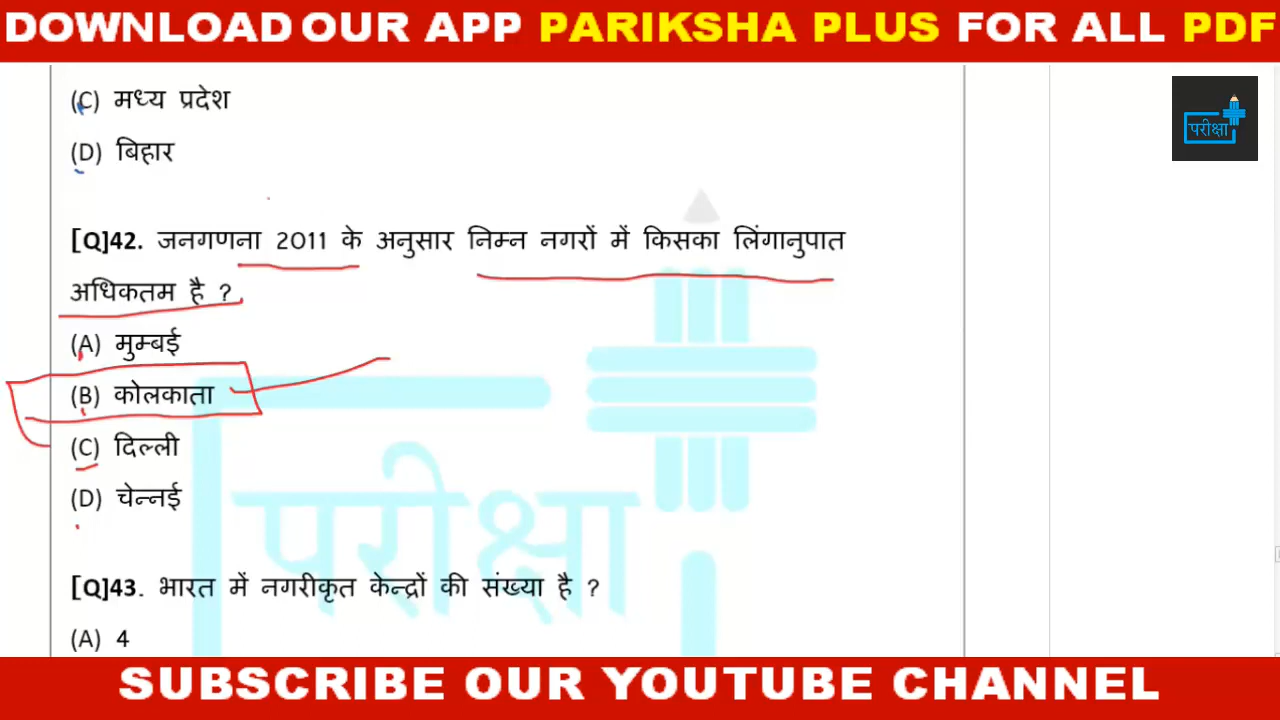 DOWNLOAD OUR APP PARIKSHA PLUS FOR ALL PDF
(C) मध्य प्रदेश
(D) बिहार
परीक्षा
[Q]42. जनगणना 2011 के अनुसार निम्न नगरों में किसका लिंगानुपात
अधिकतम है ?
(A) मुम्बई
(B) कोलकाता
(C) दिल्ली
(D) चेन्नई
परीक्षा
[Q]43. भारत में नगरीकृत केन्द्रों की संख्या है ?
(A) 4
SUBSCRIBE OUR YOUTUBE CHANNEL